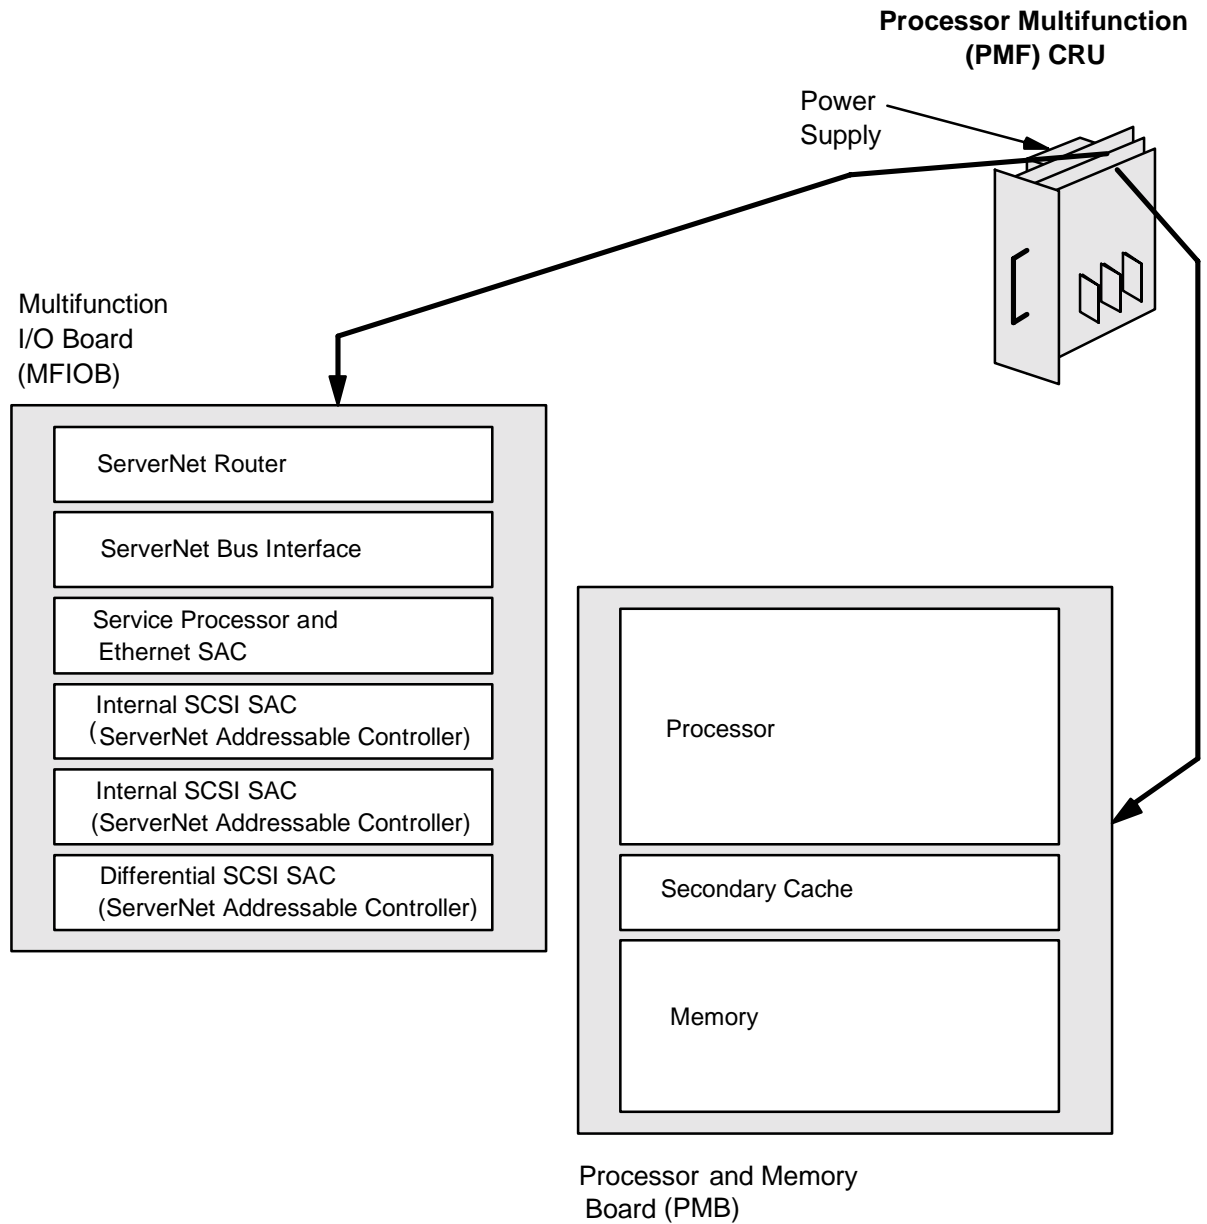 Processor Multifunction
(PMF) CRU
Power
Supply
Multifunction
I/O Board
(MFIOB)
ServerNet Router
ServerNet Bus Interface
Service Processor and
Ethernet SAC
Internal SCSI SAC
(ServerNet Addressable Controller)
Internal SCSI SAC
(ServerNet Addressable Controller)
Differential SCSI SAC
(ServerNet Addressable Controller)
Processor
Secondary Cache
Memory
Processor and Memory
Board (PMB)